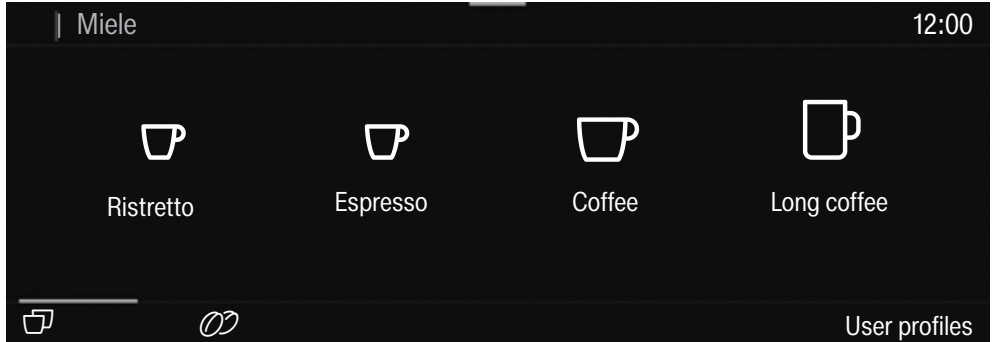 Miele
12:00
Ristretto
Espresso
Coffee
Long coffee
User profiles